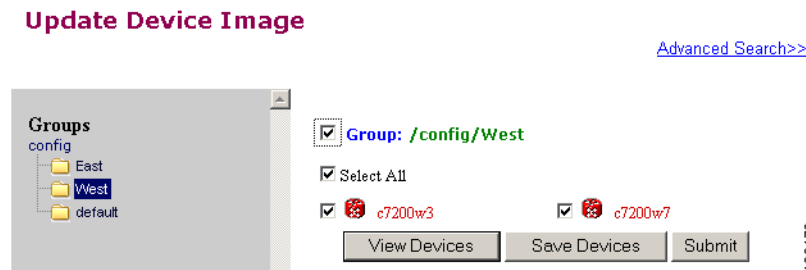 Update Device Image
Advanced Search>>
Groups
config
East
West
default
Group: /config/West
Select All
c7200w3 c7200w7
View Devices Save Devices Submit